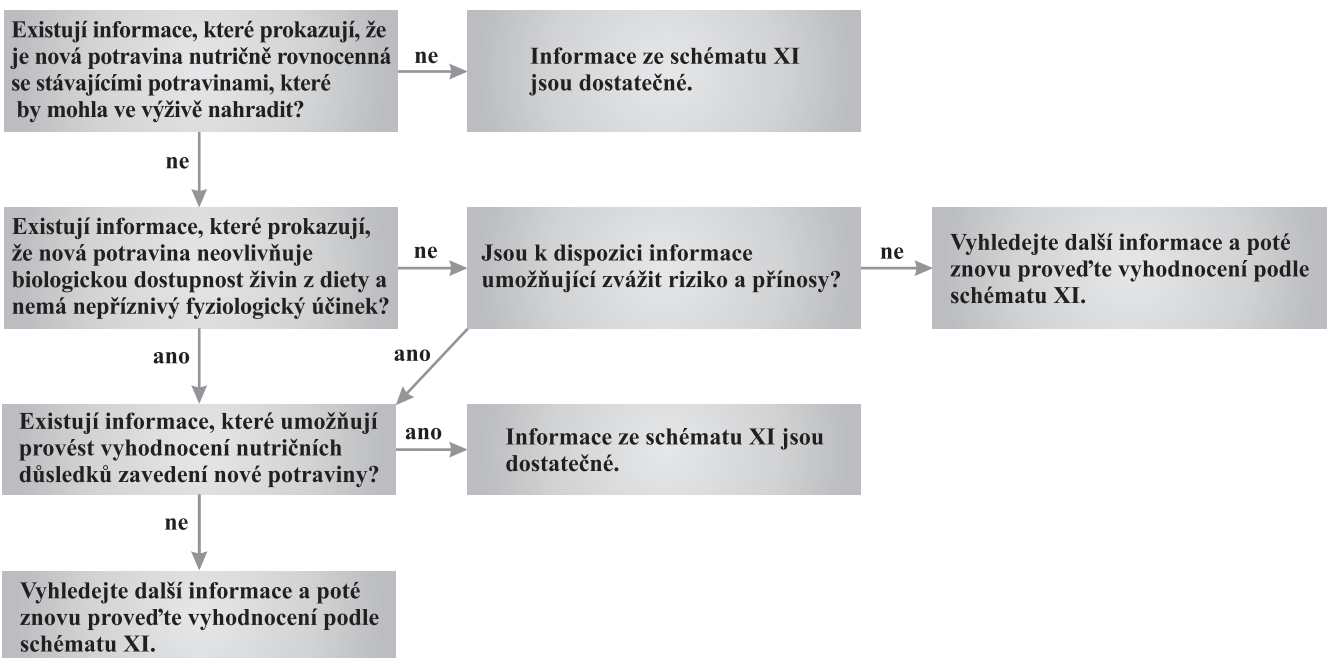 Existují informace, které prokazují, že
je nová potravina nutričně rovnocenná
se stávajícími potravinami, které
by mohla ve výživě nahradit?
ne
Informace ze schématu XI
jsou dostatečné.
ne
Existují informace, které prokazují,
že nová potravina neovlivňuje
biologickou dostupnost živin z diety a
nemá nepříznivý fyziologický účinek?
ne
Jsou k dispozici informace
umožňující zvážit riziko a přínosy?
ne
Vyhledejte další informace a poté
znovu proveďte vyhodnocení podle
schématu XI.
ano
ano
Existují informace, které umožňují
provést vyhodnocení nutričních
důsledků zavedení nové potraviny?
ano
Informace ze schématu XI jsou
dostatečné.
ne
Vyhledejte další informace a poté
znovu proveďte vyhodnocení podle
schématu XI.